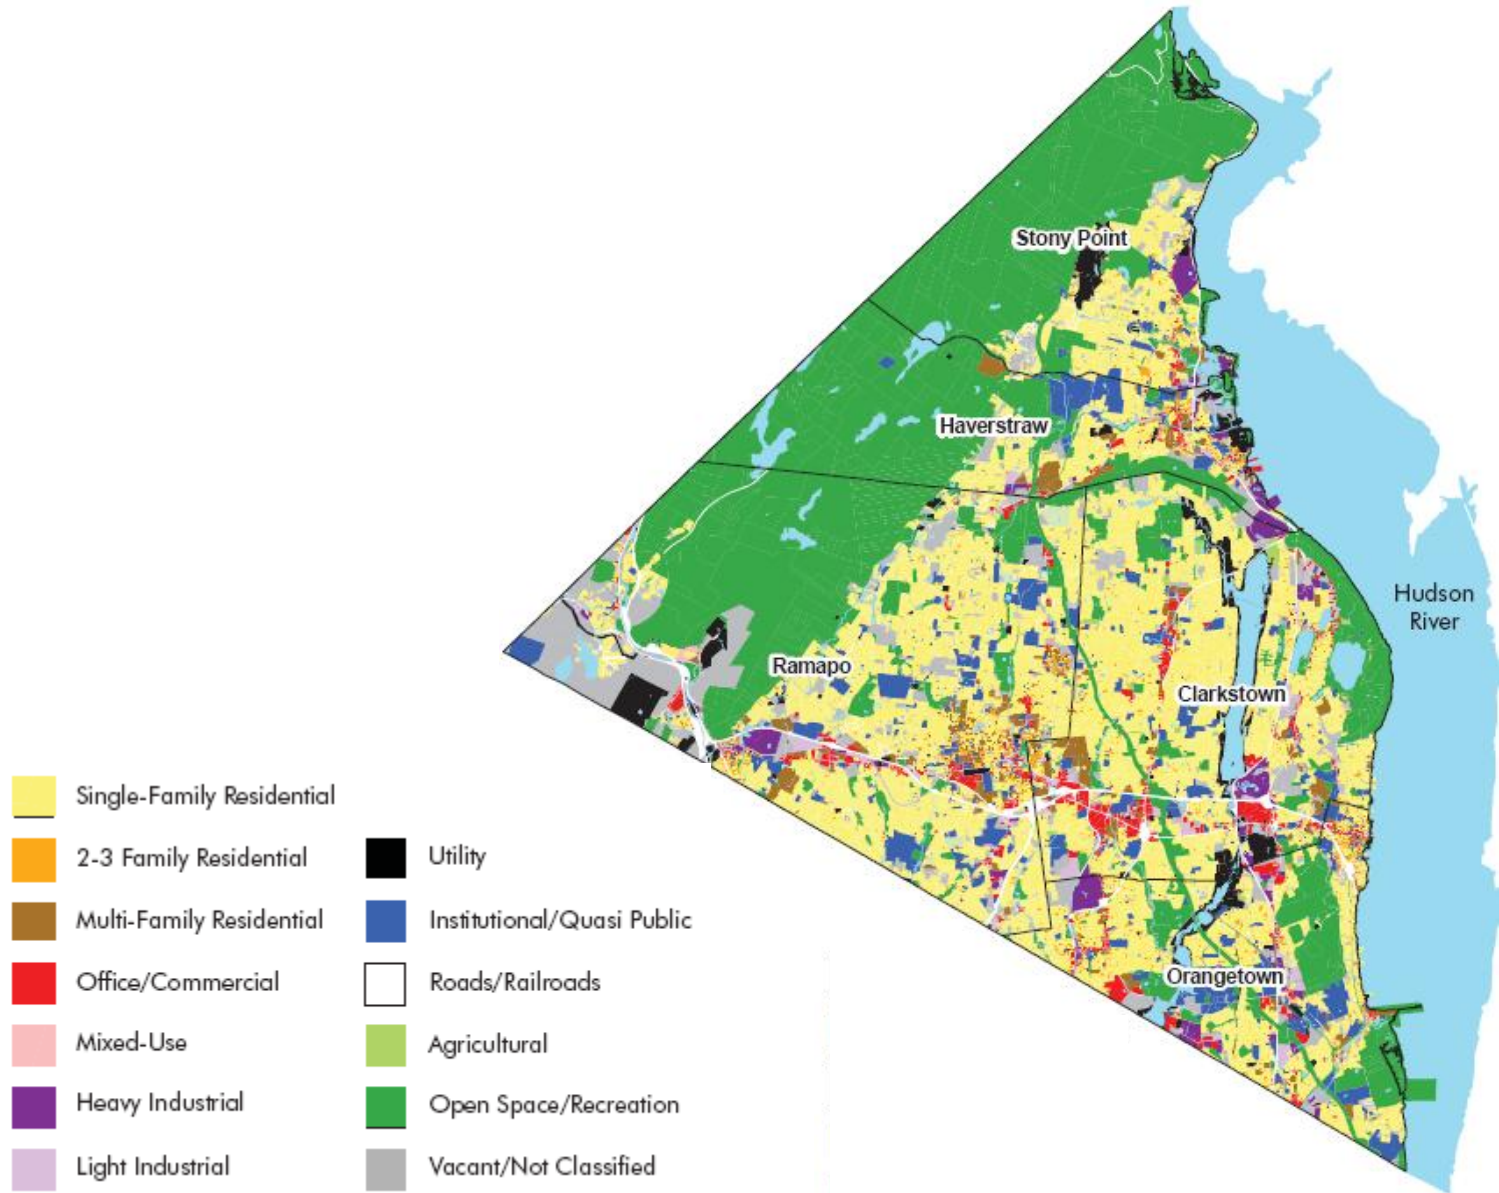 Stony Point
Haverstraw
Hudson
River
Ramapo
Clarkstown
Orangetown
Single-Family Residential
2-3 Family Residential
Multi-Family Residential
Office/Commercial
Mixed-Use
Heavy Industrial
Light Industrial
Utility
Institutional/Quasi Public
Roads/Railroads
Agricultural
Open Space/Recreation
Vacant/Not Classified